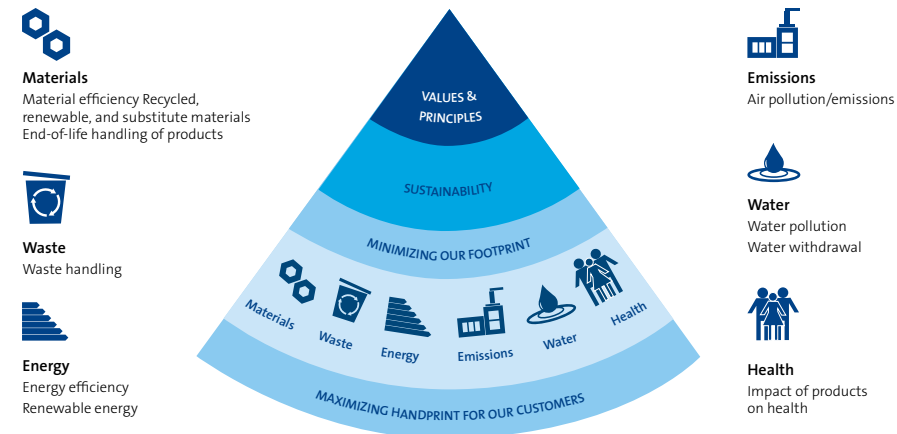 Materials
Material efficiency Recycled,
renewable, and substitute materials
End-of-life handling of products
Waste
Waste handling
Energy
Energy efficiency
Renewable energy
VALUES &
PRINCIPLES
SUSTAINABILITY
MINIMIZING OUR FOOTPRINT
Materials
Waste
Energy
Emissions
Water
Health
MAXIMIZING HANDPRINT FOR OUR CUSTOMERS
Emissions
Air pollution/emissions
Water
Water pollution
Water withdrawal
Health
Impact of products
on health